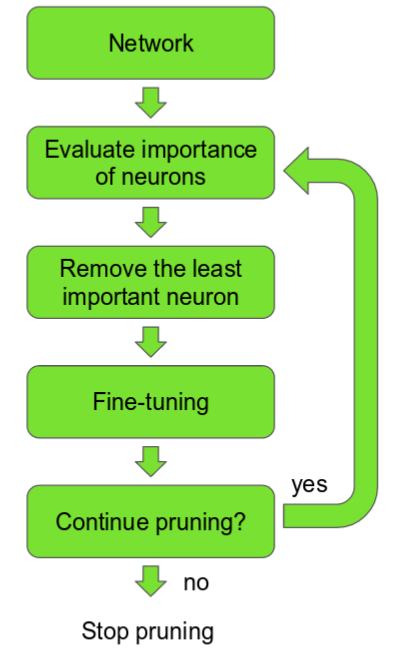 Network
Evaluate importance
of neurons
Remove the least
important neuron
Fine-tuning
yes
Continue pruning?
no
Stop pruning